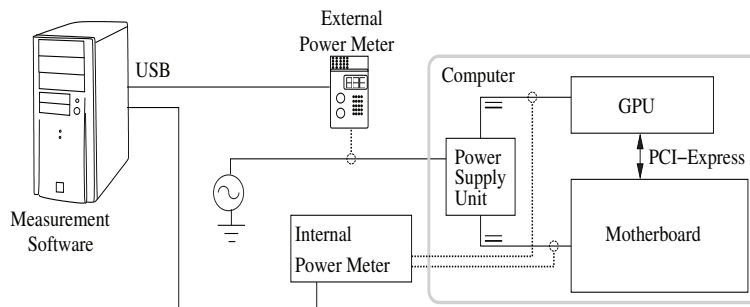 External
Power Meter
USB
Computer
GPU
PCI–Express
Power
Supply
Unit
Measurement
Software
Internal
Power Meter
Motherboard